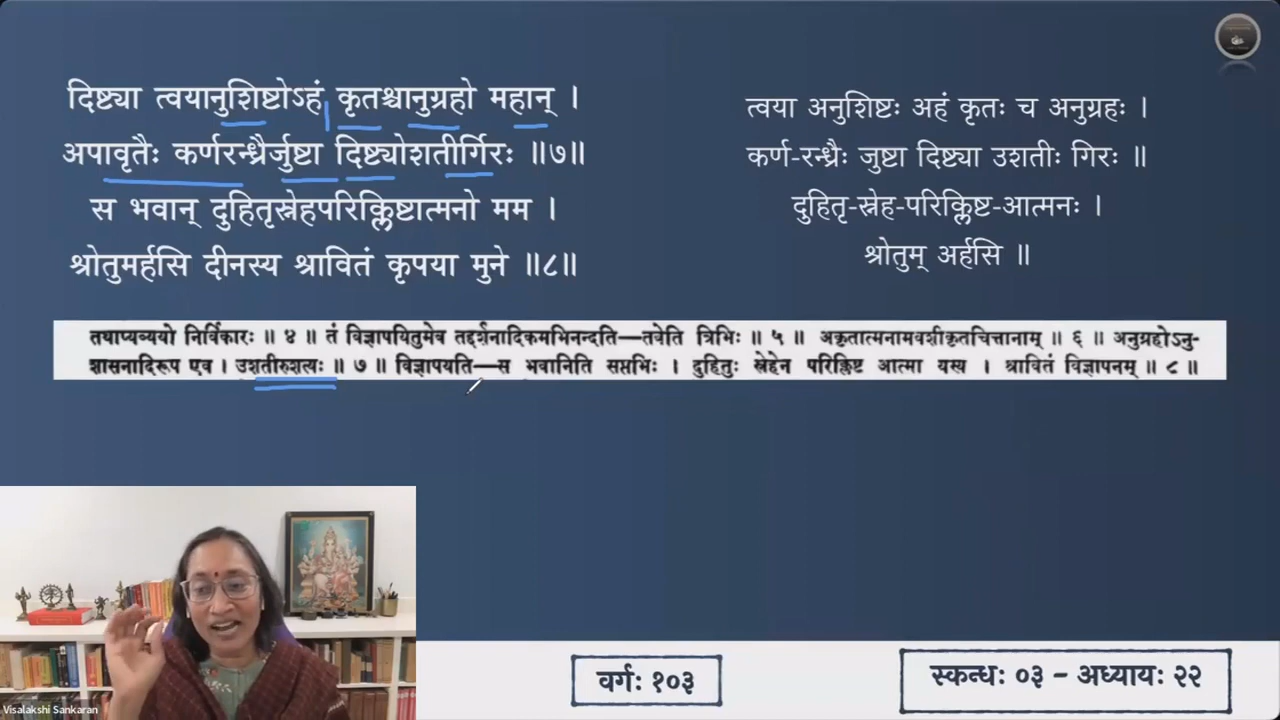 दिष्ट्या त्वयानुशिष्टोऽहं कृतश्चानुग्रहो महान् ।
अपावृतैः कर्णरन्ध्रैर्जुष्टा दिष्ट्योशतीर्गिरः ॥७॥
स भवान् दुहितृस्नेहपरिक्लिष्टात्मनो मम ।
श्रोतुमर्हसि दीनस्य श्रावितं कृपया मुने ॥८॥
त्वया अनुशिष्टः अहं कृतः च अनुग्रहः ।
कर्ण-रन्ध्रैः जुष्टा दिष्ट्या उशतीः गिरः ॥
दुहितृ-स्नेह-परिक्लिष्ट-आत्मनः ।
श्रोतुम् अर्हसि ॥
तथाप्यव्ययो निर्विकारः ॥ ४ ॥ तं विज्ञापयितुमेव तद्दर्शनादिकमभिनन्दति—तवेति त्रिभिः ॥ ५ ॥ अकृतात्मनामवशीकृतचित्तानाम् ॥ ६ ॥ अनुग्रहोऽनु-
शासनादिरूप एव । उशतीरुशत्यः ॥ ७ ॥ विज्ञापयति—स भवानिति सप्तभिः । दुहितुः स्नेहेन परिक्लिष्ट आत्मा यस्य । श्रावितं विज्ञापनम् ॥ ८ ॥
Visalakshi Sankaran
वर्गः १०३
स्कन्धः ०३ - अध्यायः २२